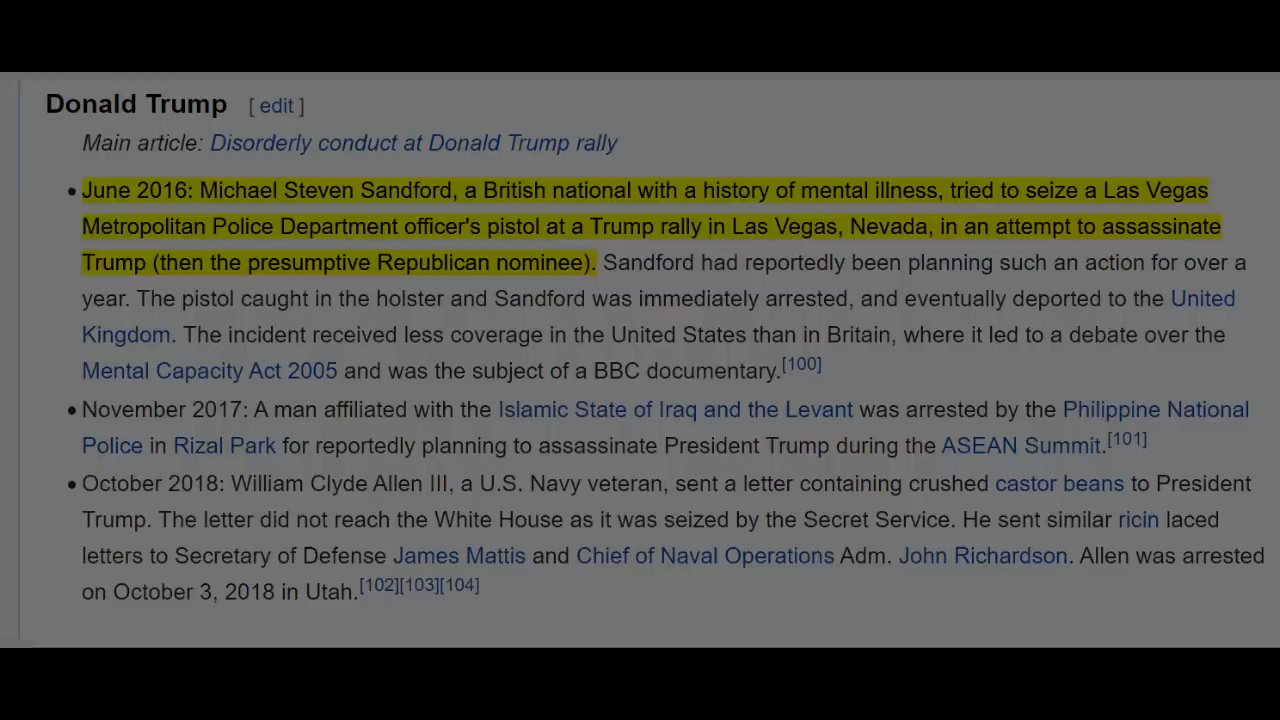 Donald Trump [ edit ]
Main article: Disorderly conduct at Donald Trump rally
• June 2016: Michael Steven Sandford, a British national with a history of mental illness, tried to seize a Las Vegas
Metropolitan Police Department officer's pistol at a Trump rally in Las Vegas, Nevada, in an attempt to assassinate
Trump (then the presumptive Republican nominee). Sandford had reportedly been planning such an action for over a
year. The pistol caught in the holster and Sandford was immediately arrested, and eventually deported to the United
Kingdom. The incident received less coverage in the United States than in Britain, where it led to a debate over the
Mental Capacity Act 2005 and was the subject of a BBC documentary.[100]
• November 2017: A man affiliated with the Islamic State of Iraq and the Levant was arrested by the Philippine National
Police in Rizal Park for reportedly planning to assassinate President Trump during the ASEAN Summit.[101]
• October 2018: William Clyde Allen III, a U.S. Navy veteran, sent a letter containing crushed castor beans to President
Trump. The letter did not reach the White House as it was seized by the Secret Service. He sent similar ricin laced
letters to Secretary of Defense James Mattis and Chief of Naval Operations Adm. John Richardson. Allen was arrested
on October 3, 2018 in Utah.[102][103][104]